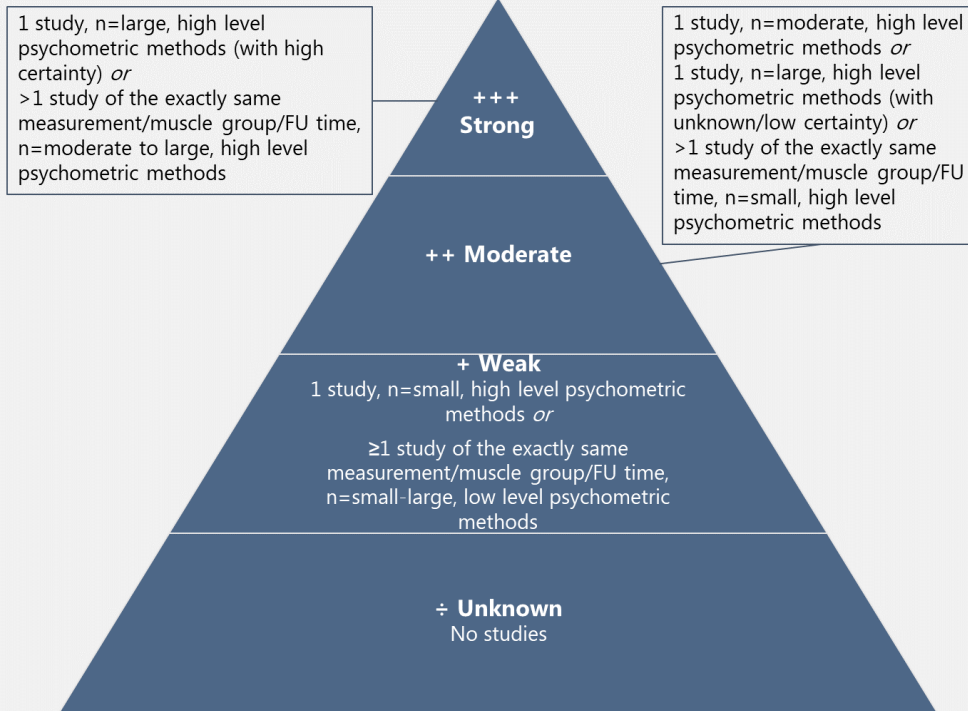 1 study, n=large, high level
psychometric methods (with high
certainty) or
>1 study of the exactly same
measurement/muscle group/FU time,
n=moderate to large, high level
psychometric methods
1 study, n=moderate, high level
psychometric methods or
1 study, n=large, high level
psychometric methods (with
unknown/low certainty) or
>1 study of the exactly same
measurement/muscle group/FU
time, n=small, high level
psychometric methods
+++
Strong
++ Moderate
+ Weak
1 study, n=small, high level psychometric
methods or
≥1 study of the exactly same
measurement/muscle group/FU time,
n=small-large, low level psychometric
methods
÷ Unknown
No studies